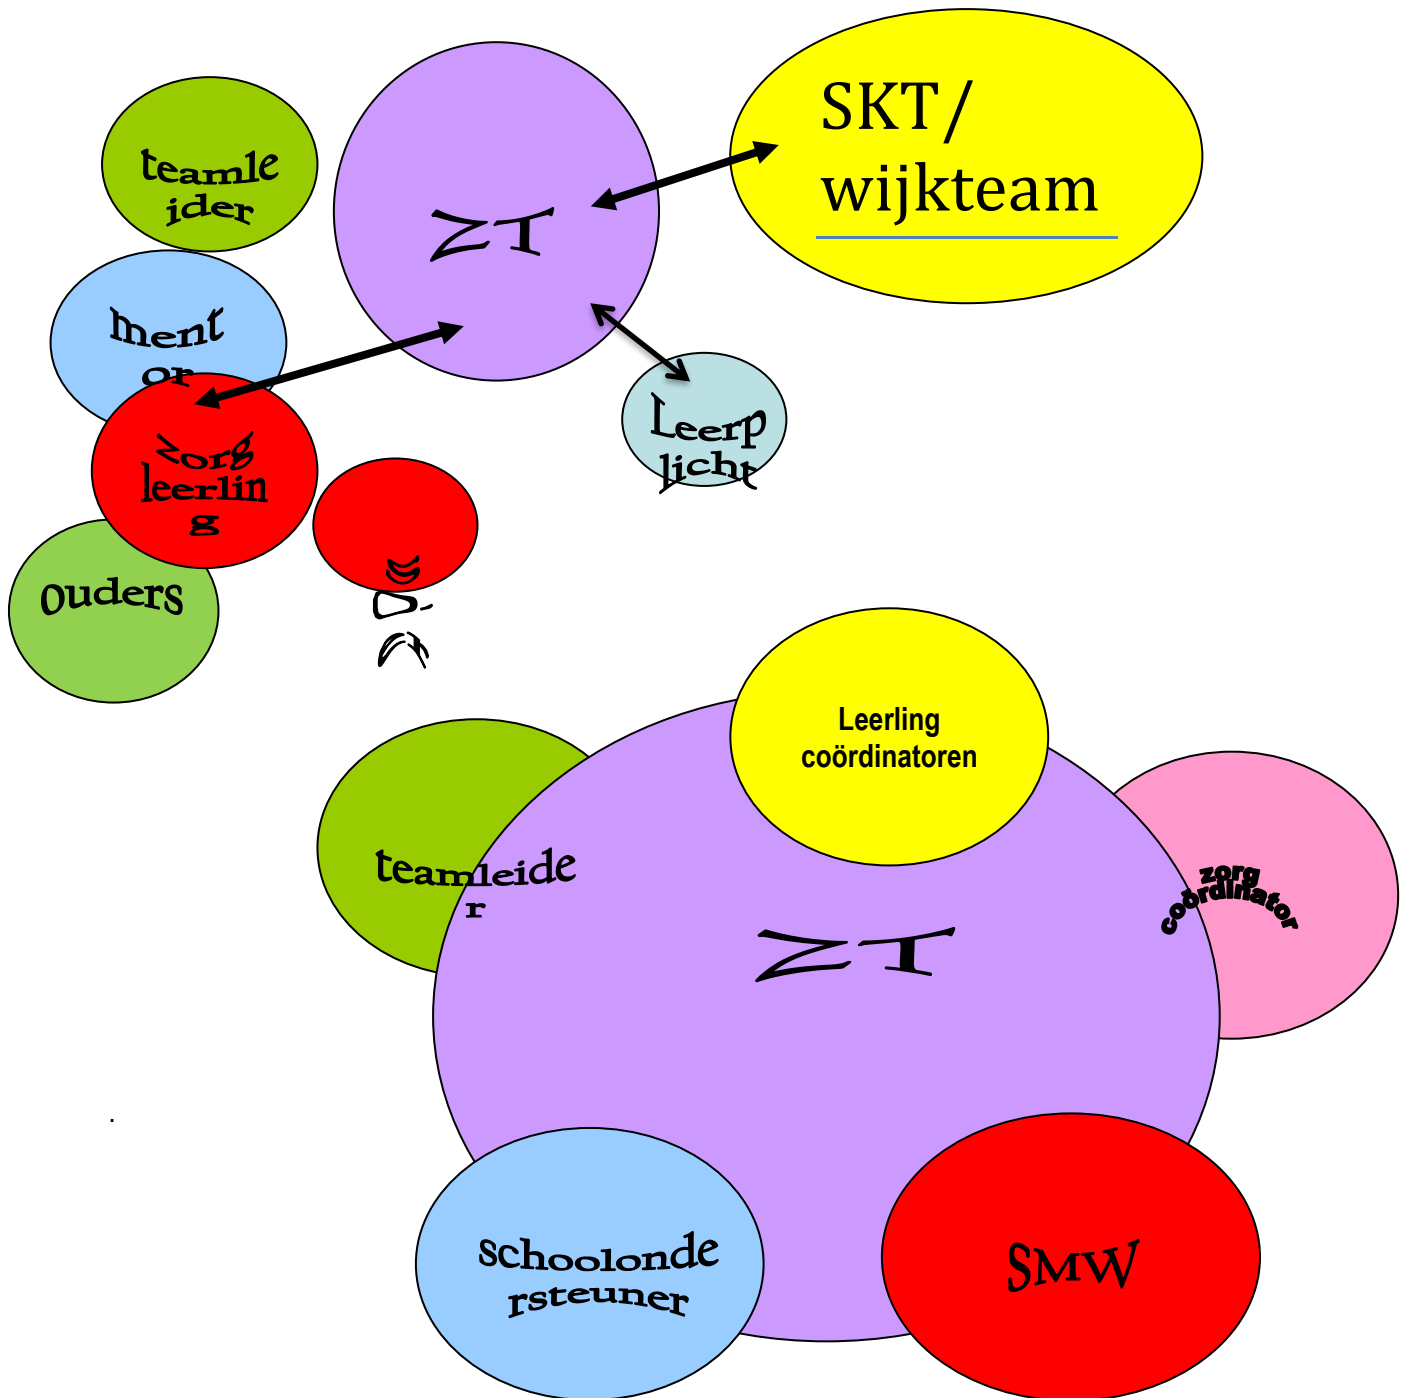 SKT/
wijkteam
teamle
ider
ZT
ment
or
Leerp
licht
zorg
leerlin
g
ouders
Leerling
coördinatoren
teamleide
r
zorg
coördinator
ZT
.
schoolonde
rsteuner
SMW